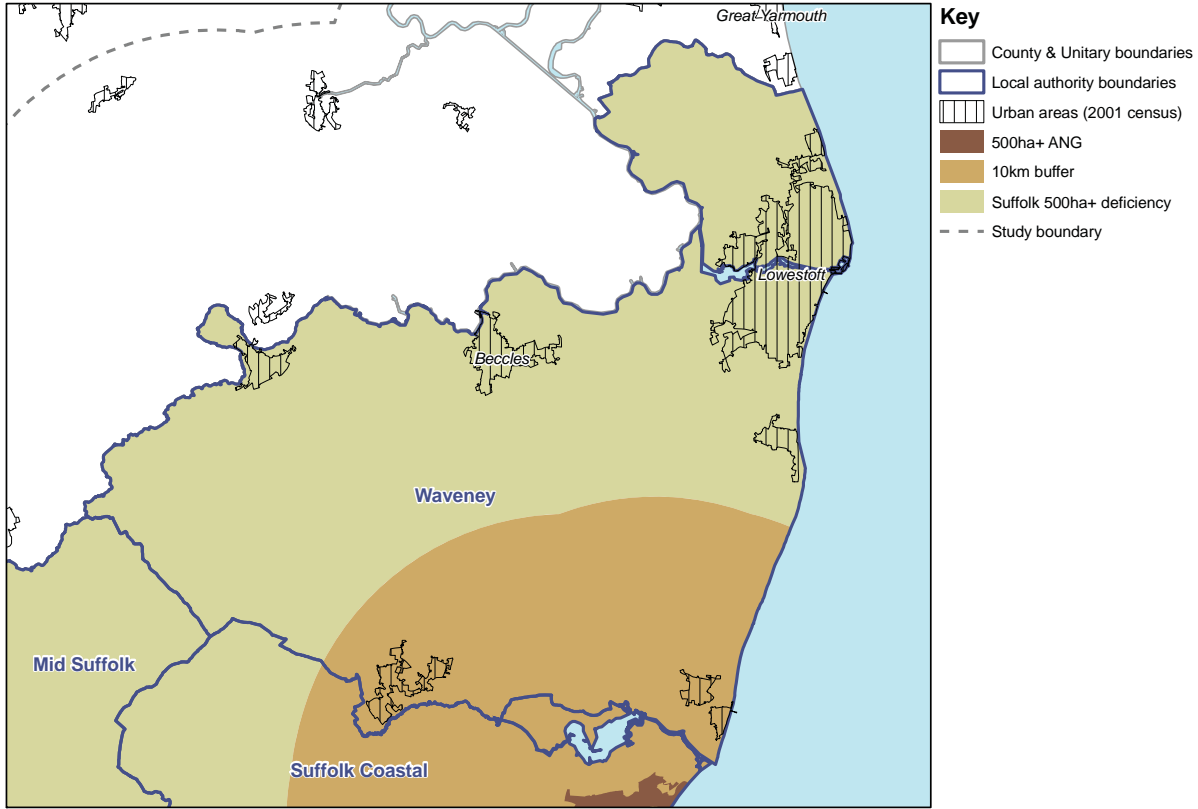 Great Yarmouth
Lowestoft
Beccles
Waveney
Mid Suffolk
Suffolk Coastal
Key
County & Unitary boundaries
Local authority boundaries
Urban areas (2001 census)
500ha+ ANG
10km buffer
Suffolk 500ha+ deficiency
Study boundary